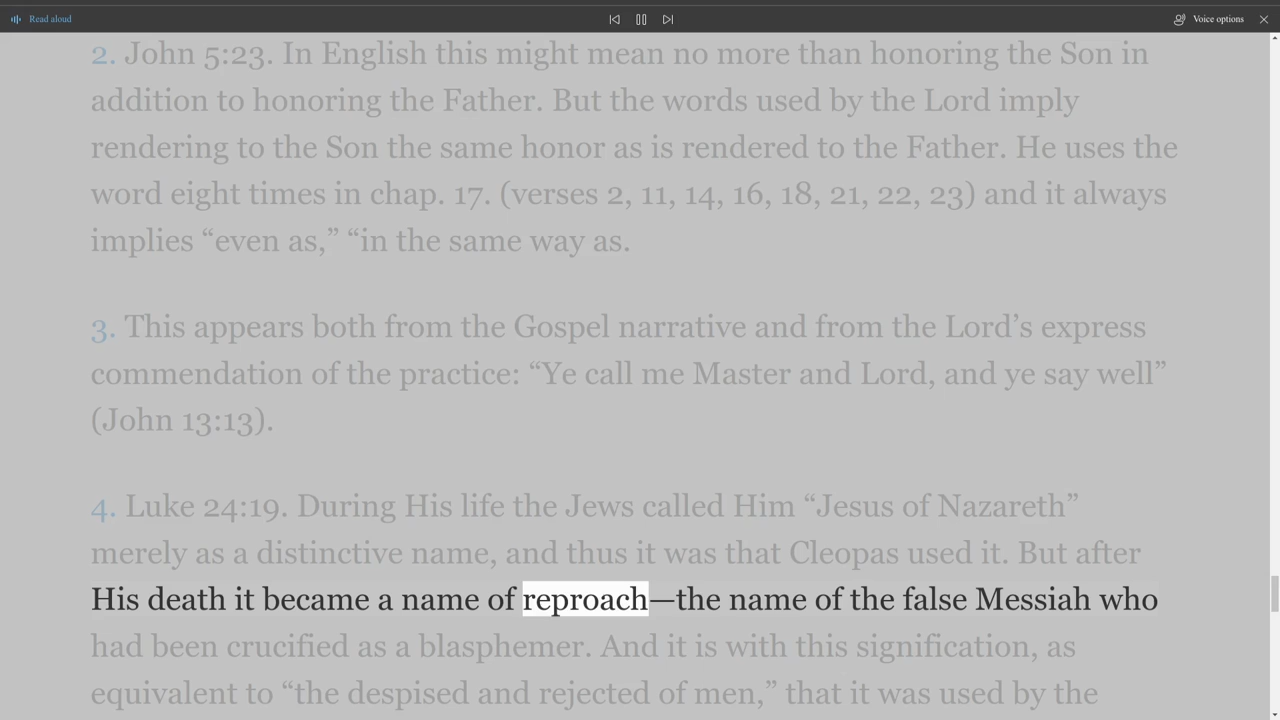 Read aloud
Voice options
2. John 5:23. In English this might mean no more than honoring the Son in
addition to honoring the Father. But the words used by the Lord imply
rendering to the Son the same honor as is rendered to the Father. He uses the
word eight times in chap. 17. (verses 2, 11, 14, 16, 18, 21, 22, 23) and it always
implies “even as,” “in the same way as.
3. This appears both from the Gospel narrative and from the Lord’s express
commendation of the practice: “Ye call me Master and Lord, and ye say well”
(John 13:13).
4. Luke 24:19. During His life the Jews called Him “Jesus of Nazareth”
merely as a distinctive name, and thus it was that Cleopas used it. But after
His death it became a name of reproach—the name of the false Messiah who
had been crucified as a blasphemer. And it is with this signification, as
equivalent to “the despised and rejected of men,” that it was used by the